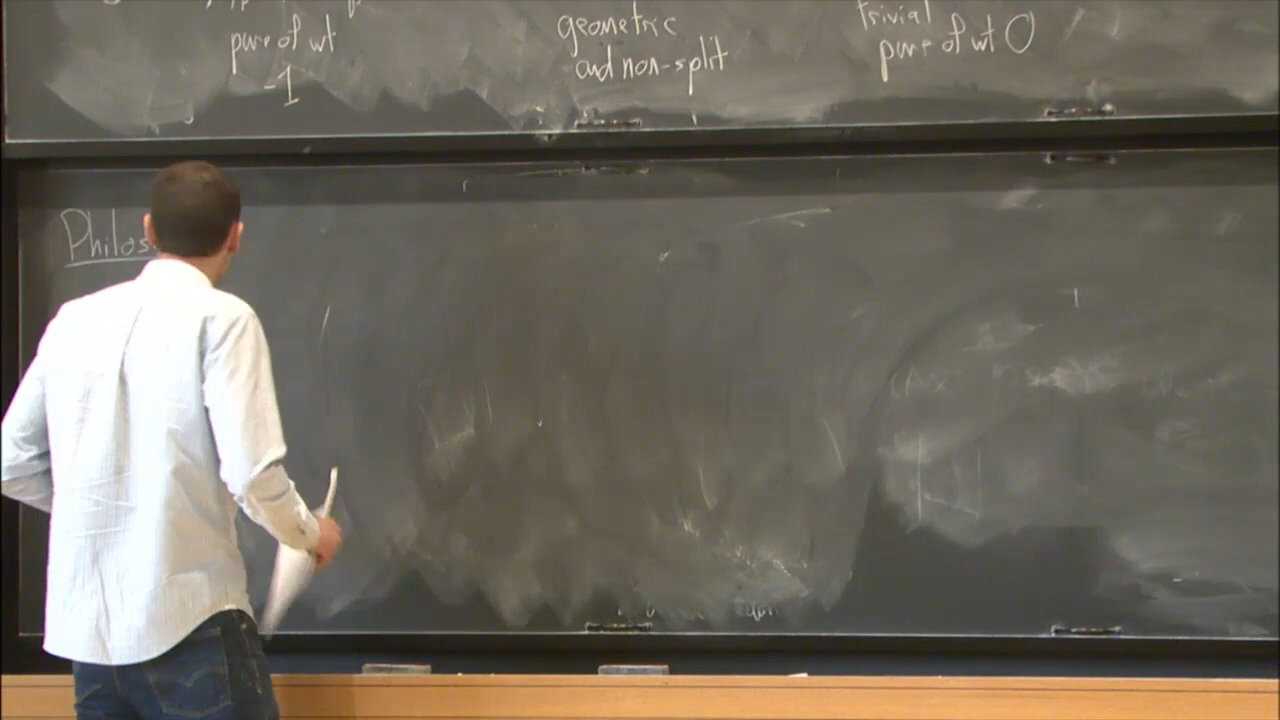 pure of wt
-1
geometric
and non-split
trivial
pure of wt 0
Philos